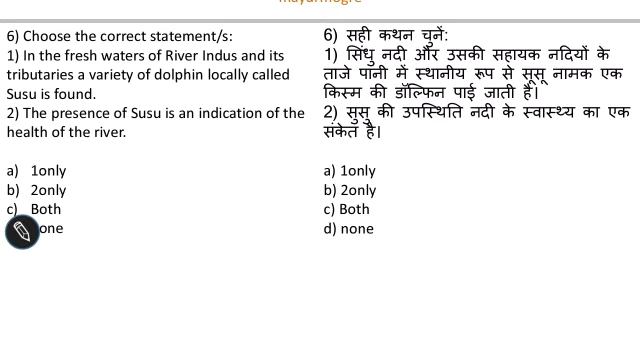 6) Choose the correct statement/s:
1) In the fresh waters of River Indus and its
tributaries a variety of dolphin locally called
Susu is found.
2) The presence of Susu is an indication of the
health of the river.
a) 1only
b) 2only
c) Both
one
6) सही कथन चुनें:
1) सिंधु नदी और उसकी सहायक नदियों के
ताजे पानी में स्थानीय रूप से सूसू नामक एक
किस्म की डॉल्फिन पाई जाती है।
2) सुसु की उपस्थिति नदी के स्वास्थ्य का एक
संकेत है।
a) 1only
b) 2only
c) Both
d) none